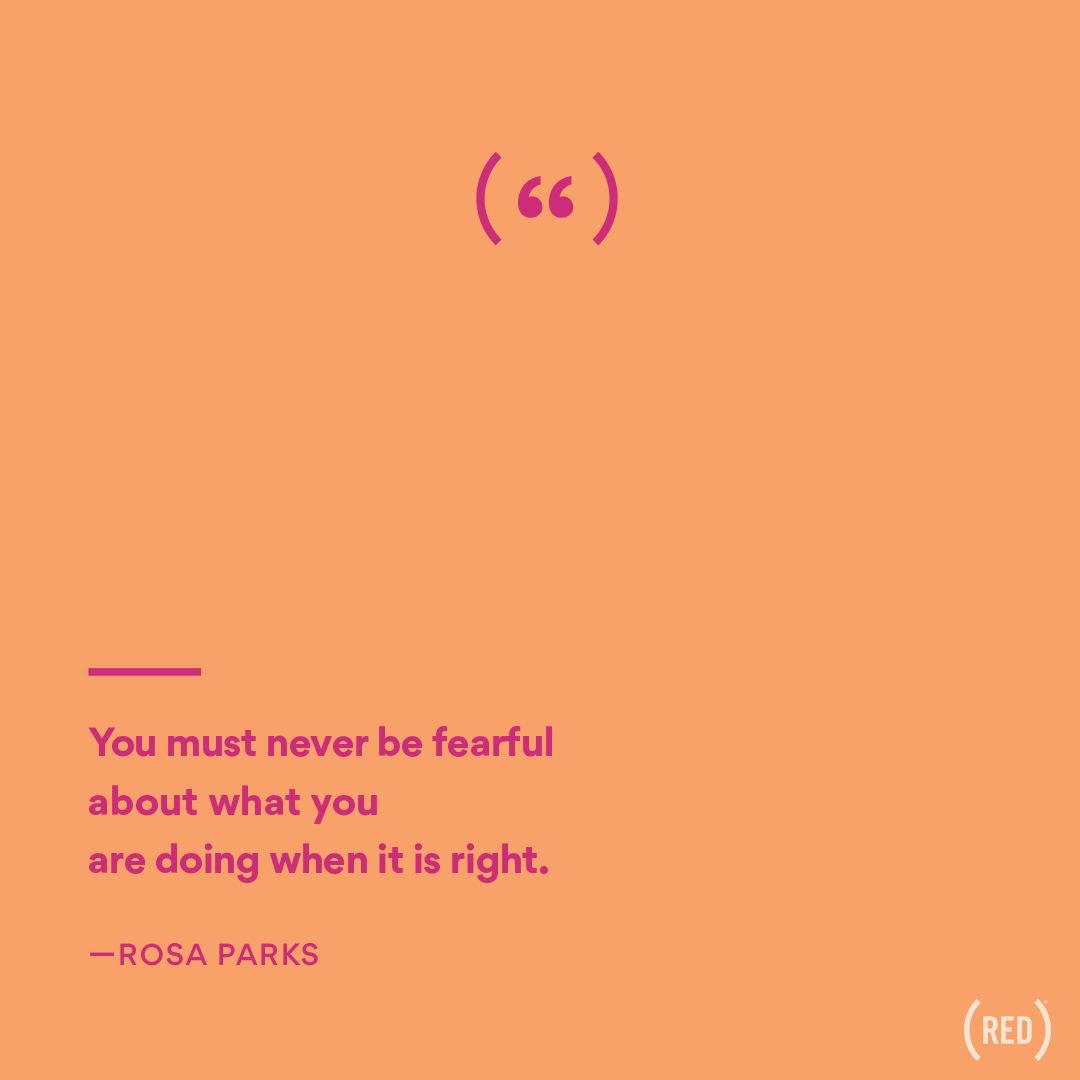 (“)
You must never be fearful
about what you
are doing when it is right.
—ROSA PARKS
(RED)